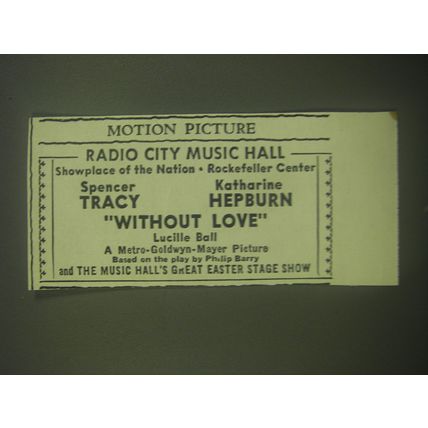 MOTION PICTURE
RADIO CITY MUSIC HALL
Showplace of the Nation • Rockefeller Center
Spencer Katharine
TRACY HEPBURN
"WITHOUT LOVE"
Lucille Ball
A Metro-Goldwyn-Mayer Picture
Based on the play by Philip Barry
and THE MUSIC HALL'S GREAT EASTER STAGE SHOW